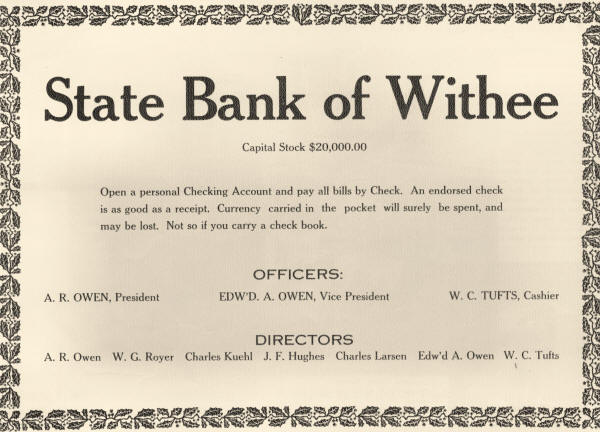 State Bank of Withee
Capital Stock $20,000.00
Open a personal Checking Account and pay all bills by Check. An endorsed check
is as good as a receipt. Currency carried in the pocket will surely be spent, and
may be lost. Not so if you carry a check book.
OFFICERS:
A. R. OWEN, President EDW'D. A. OWEN, Vice President W. C. TUFTS, Cashier
DIRECTORS
A. R. Owen W. G. Royer Charles Kuehl J. F. Hughes Charles Larsen Edw'd A. Owen W. C. Tufts